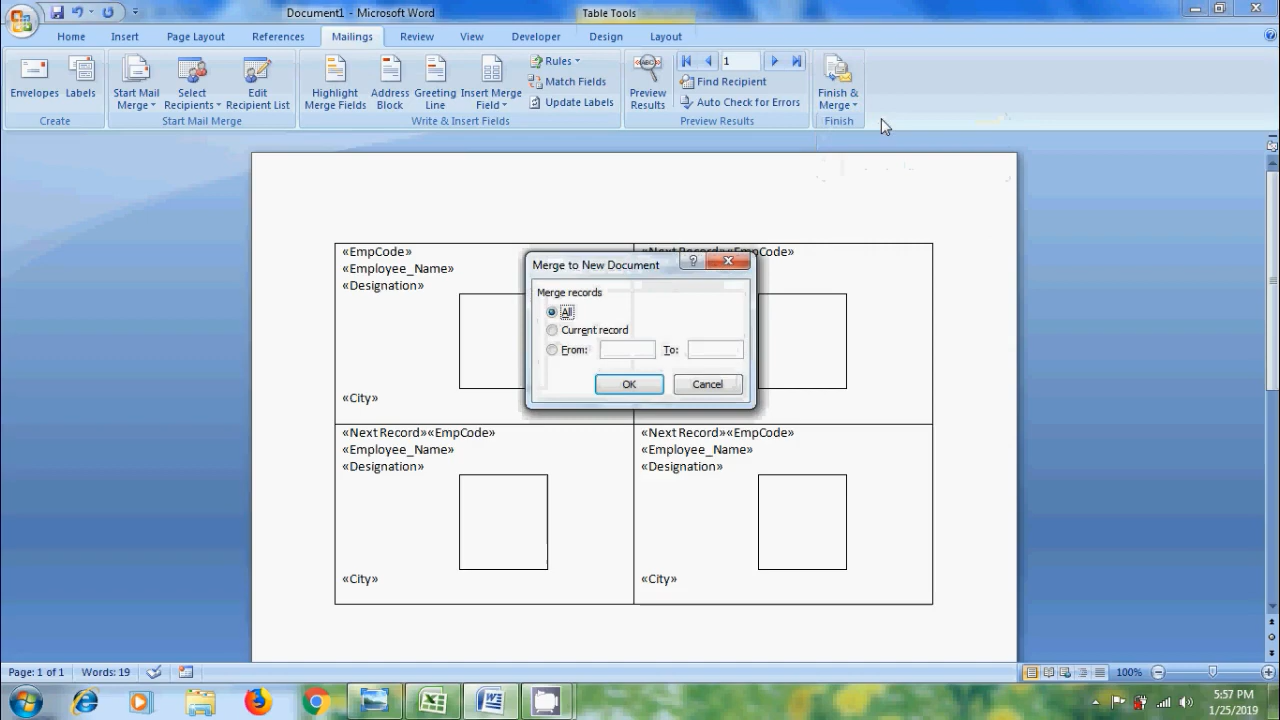 Document1 - Microsoft Word
Table Tools
Home Insert Page Layout References Mailings Review View Developer Design Layout
Envelopes
Labels
Create
Start Mail
Merge
Select
Recipients
Edit
Recipient List
Start Mail Merge
Highlight
Merge Fields
Address
Block
Greeting
Line
Insert Merge
Field
Rules
Match Fields
Update Labels
Write & Insert Fields
ABC
Preview
Results
1
Find Recipient
Auto Check for Errors
Preview Results
Finish &
Merge
Finish
«EmpCode»
«Employee_Name»
«Designation»
«City»
«Next Record»«EmpCode»
Merge to New Document
Merge records
All
Current record
From: To:
OK Cancel
«Next Record»«EmpCode»
«Employee_Name»
«Designation»
«City»
«Next Record»«EmpCode»
«Employee_Name»
«Designation»
«City»
Page: 1 of 1 Words: 19
100%
5:57 PM
1/25/2019